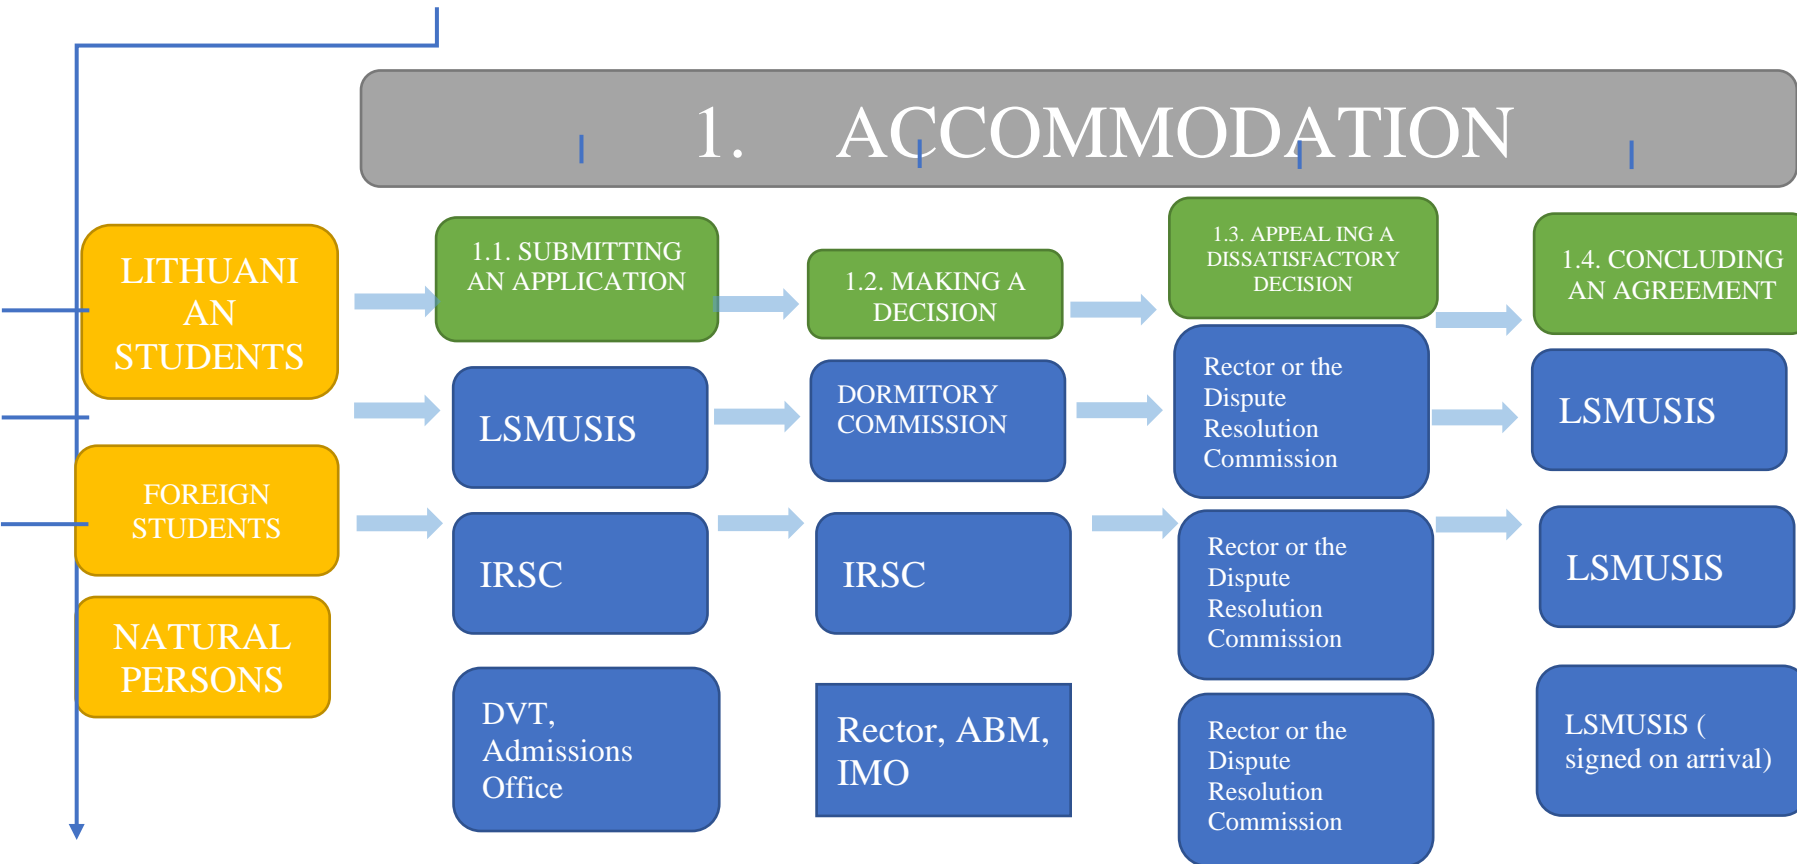 1. ACCOMMODATION
LITHUANI
AN
STUDENTS
FOREIGN
STUDENTS
NATURAL
PERSONS
1.1. SUBMITTING
AN APPLICATION
LSMUSIS
IRSC
DVT,
Admissions
Office
1.2. MAKING A
DECISION
DORMITORY
COMMISSION
IRSC
Rector, ABM,
IMO
1.3. APPEAL ING A
DISSATISFACTORY
DECISION
Rector or the
Dispute
Resolution
Commission
Rector or the
Dispute
Resolution
Commission
Rector or the
Dispute
Resolution
Commission
1.4. CONCLUDING
AN AGREEMENT
LSMUSIS
LSMUSIS
LSMUSIS (
signed on arrival)